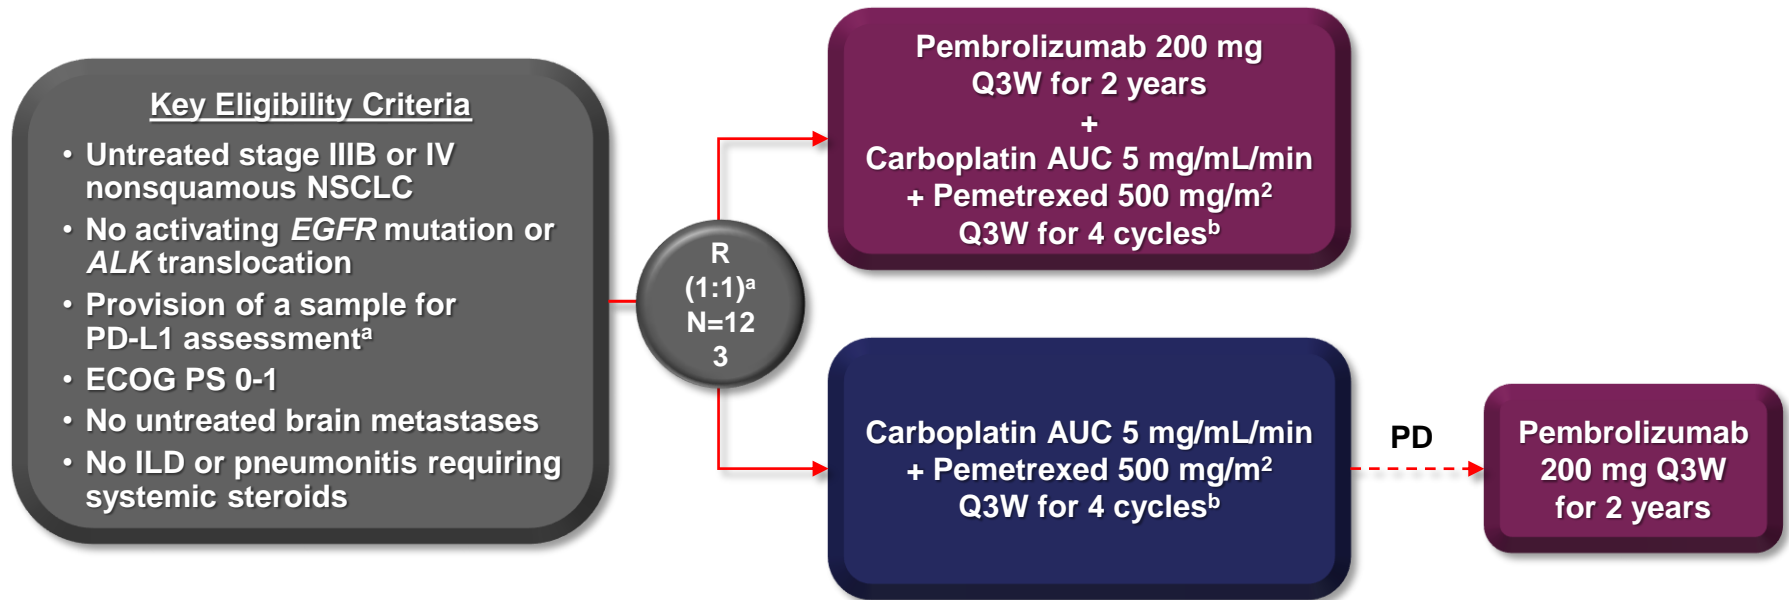 Key Eligibility Criteria
• Untreated stage IIIB or IV
nonsquamous NSCLC
• No activating EGFR mutation or
ALK translocation
• Provision of a sample for
PD-L1 assessmentᵃ
• ECOG PS 0-1
• No untreated brain metastases
• No ILD or pneumonitis requiring
systemic steroids
R
(1:1)ᵃ
N=12
3
Pembrolizumab 200 mg
Q3W for 2 years
+
Carboplatin AUC 5 mg/mL/min
+ Pemetrexed 500 mg/m²
Q3W for 4 cyclesᵇ
Carboplatin AUC 5 mg/mL/min
+ Pemetrexed 500 mg/m²
Q3W for 4 cyclesᵇ
PD
Pembrolizumab
200 mg Q3W
for 2 years